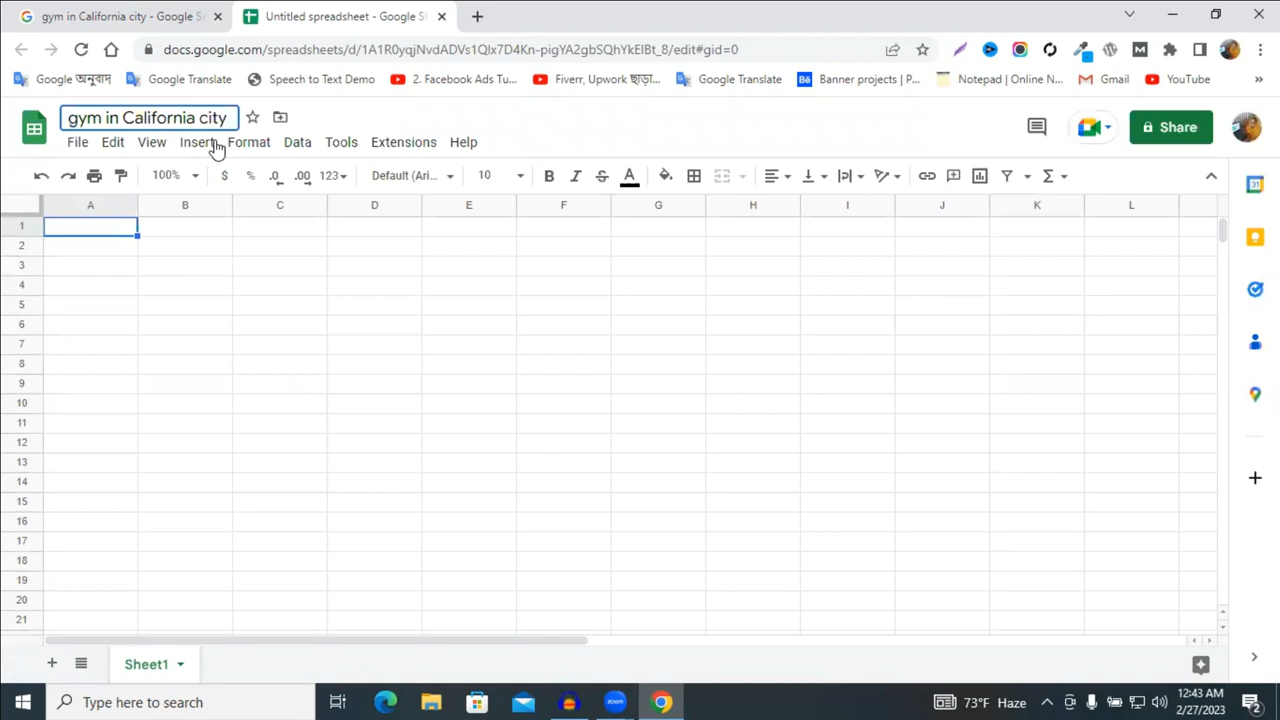 gym in California city - Google S
Untitled spreadsheet - Google S
docs.google.com/spreadsheets/d/1A1R0yqjNvdADVs1Qlx7D4Kn-pigYA2gbSQhYkElBt_8/edit#gid=0
Google অনুবাদ
Google Translate
Speech to Text Demo
2. Facebook Ads Tu...
Fiverr, Upwork ছাড়া...
Google Translate
Banner projects | P...
Notepad | Online N...
Gmail
YouTube
gym in California city
File Edit View Insert Format Data Tools Extensions Help
Share
100% $ % .0 .00 123 Default (Ari... 10 B I S A
A B C D E F G H I J K L
1
2
3
4
5
6
7
8
9
10
11
12
13
14
15
16
17
18
19
20
21
Sheet1
Type here to search
zoom
73°F Haze
12:43 AM
2/27/2023
2